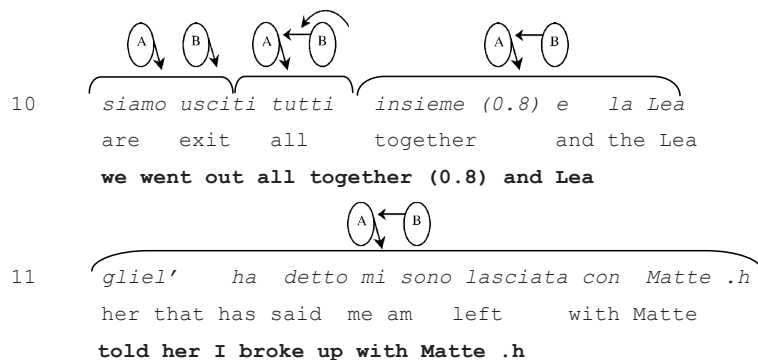 A B A B A B
10 siamo usciti tutti insieme (0.8) e la Lea
are exit all together and the Lea
we went out all together (0.8) and Lea
A B
11 gliel’ ha detto mi sono lasciata con Matte .h
her that has said me am left with Matte
told her I broke up with Matte .h